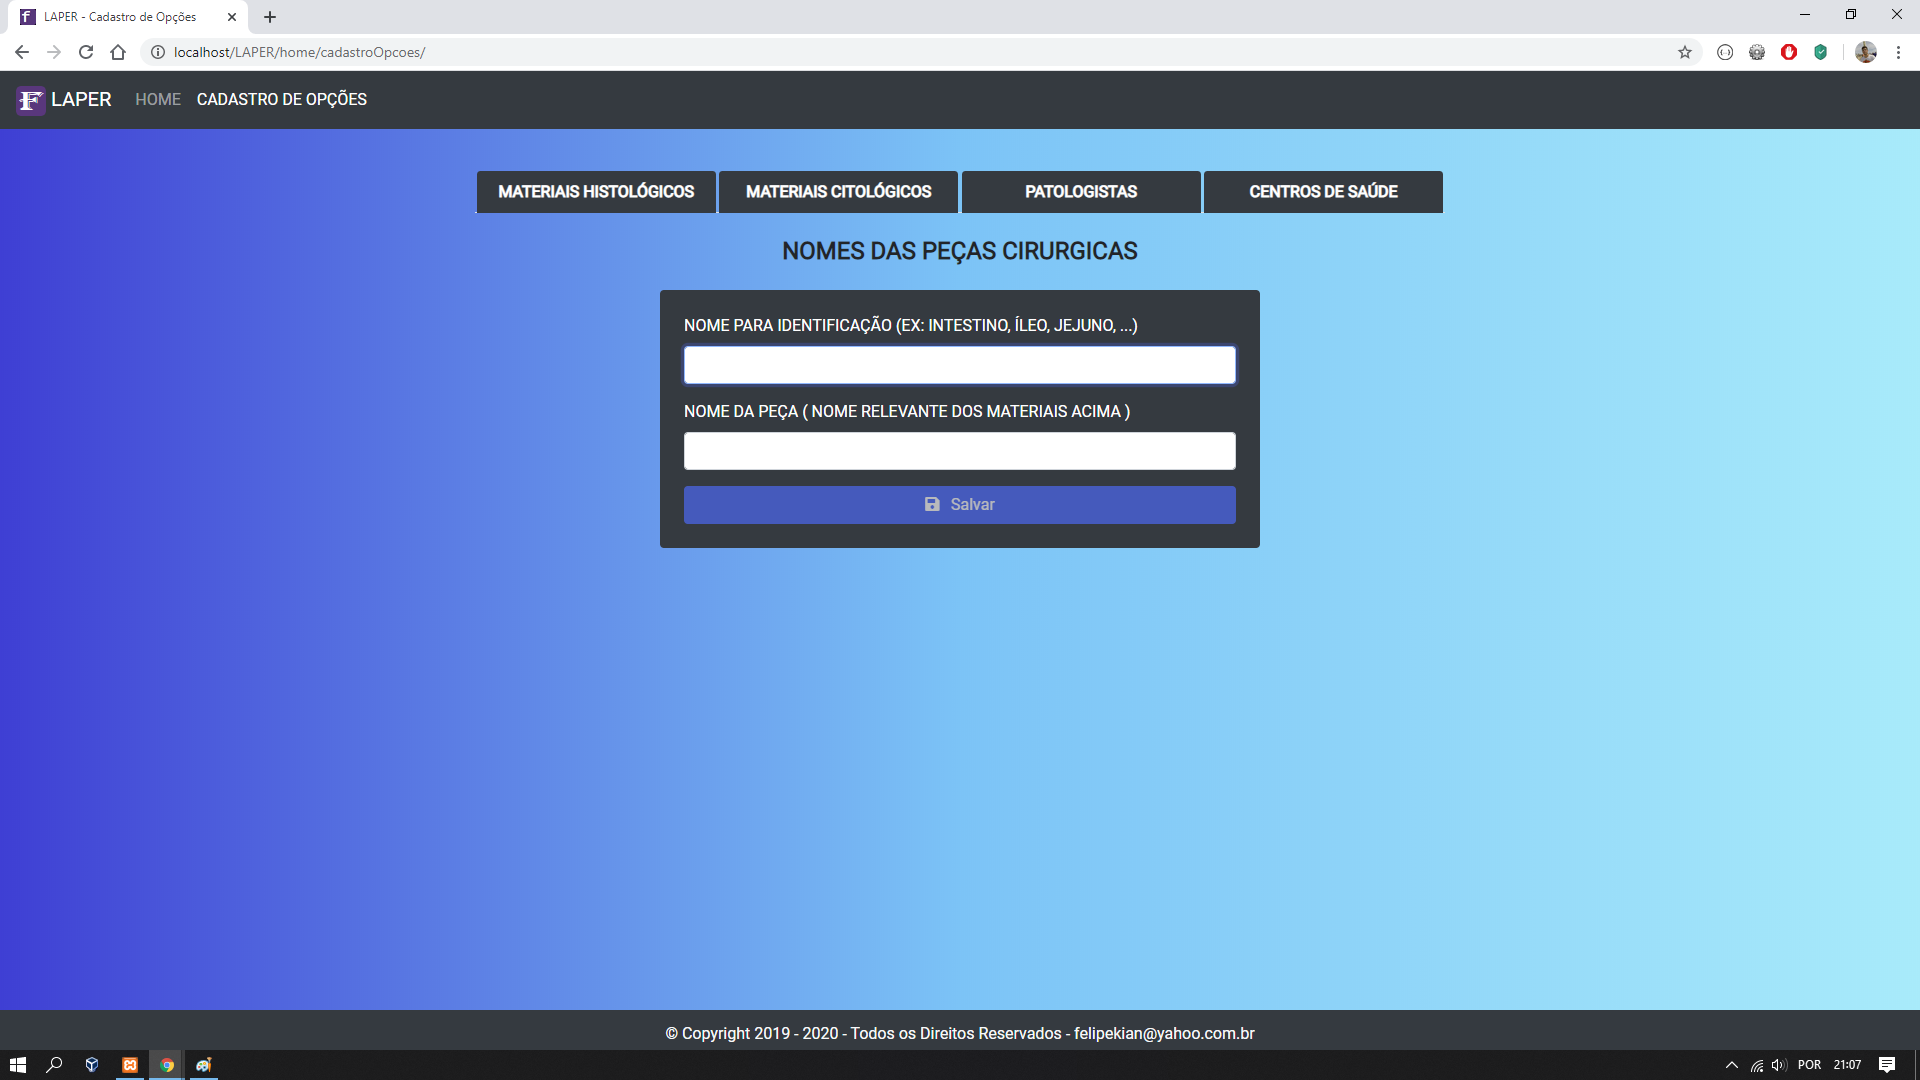 LAPER - Cadastro de Opções
localhost/LAPER/home/cadastroOpcoes/
LAPER HOME CADASTRO DE OPÇÕES
MATERIAIS HISTOLÓGICOS MATERIAIS CITOLÓGICOS PATOLOGISTAS CENTROS DE SAÚDE
NOMES DAS PEÇAS CIRURGICAS
NOME PARA IDENTIFICAÇÃO (EX: INTESTINO, ÍLEO, JEJUNO, ...)
NOME DA PEÇA ( NOME RELEVANTE DOS MATERIAIS ACIMA )
Salvar
© Copyright 2019 - 2020 - Todos os Direitos Reservados - felipekian@yahoo.com.br
POR 21:07